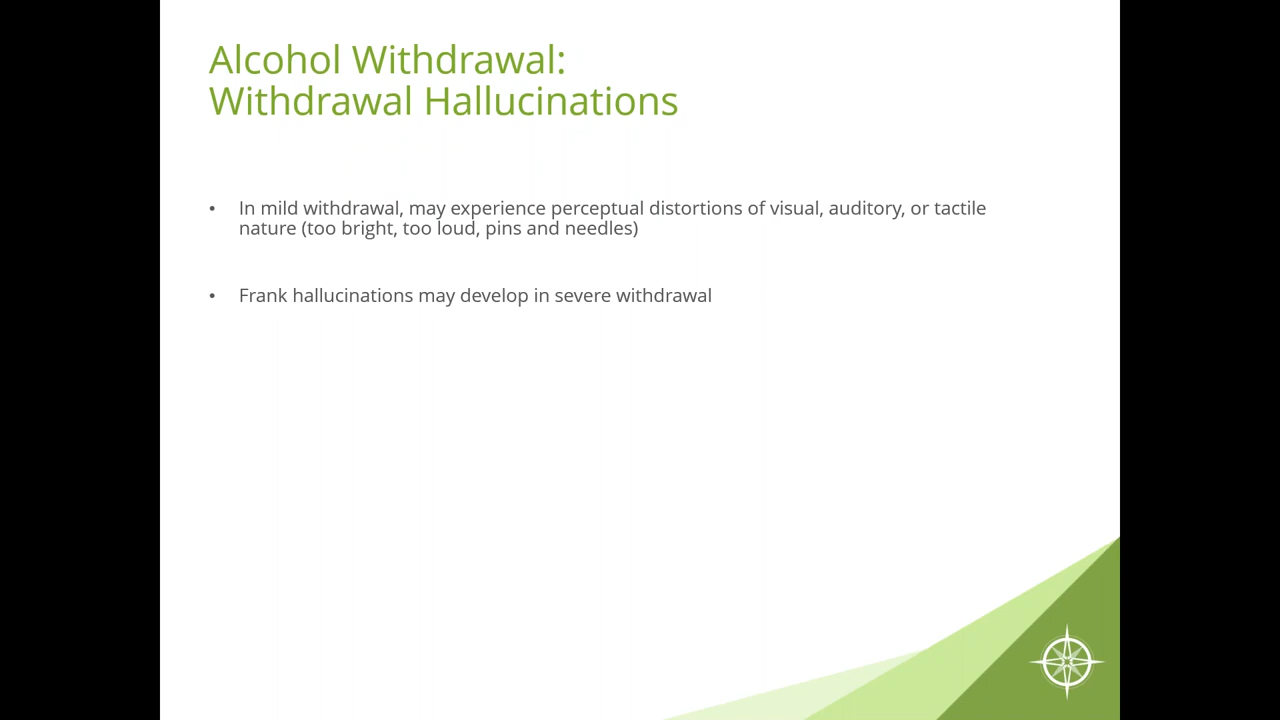 Alcohol Withdrawal:
Withdrawal Hallucinations
• In mild withdrawal, may experience perceptual distortions of visual, auditory, or tactile
nature (too bright, too loud, pins and needles)
• Frank hallucinations may develop in severe withdrawal